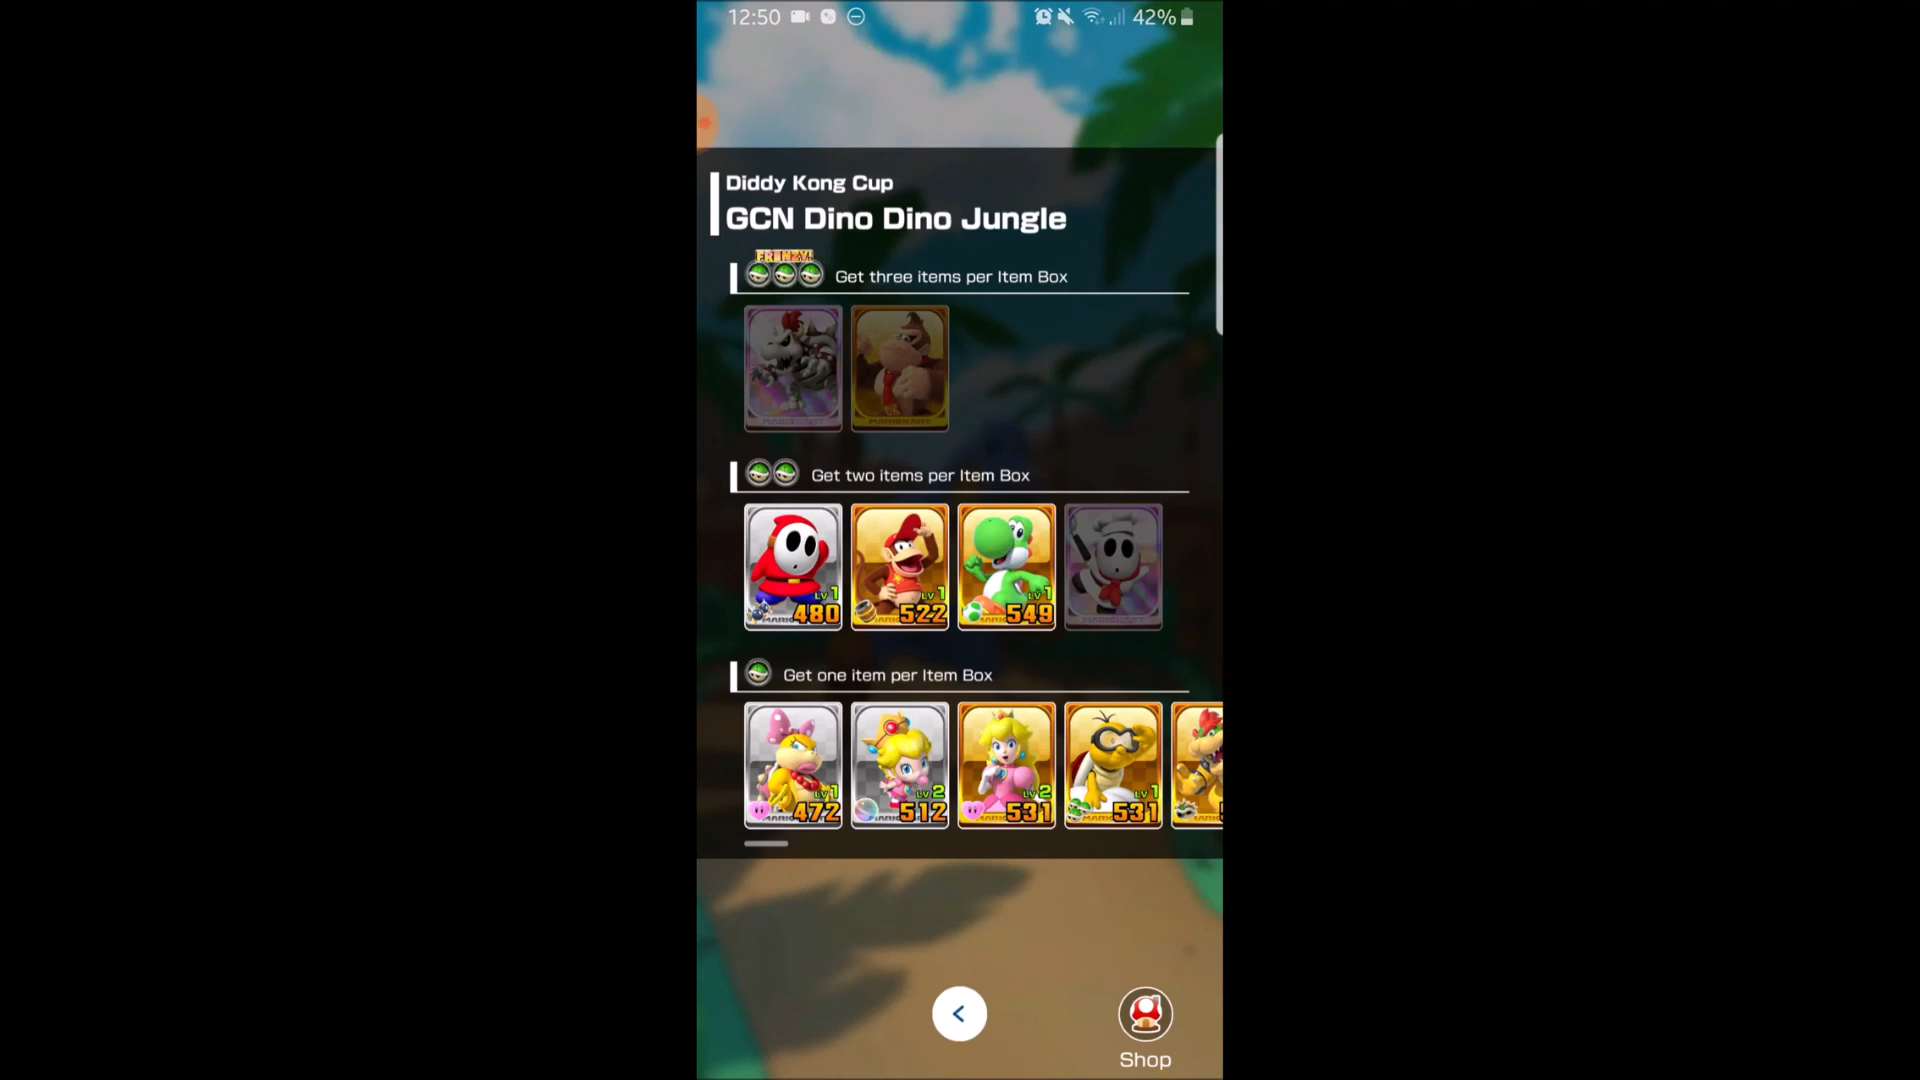 12:50
42%
Diddy Kong Cup
GCN Dino Dino Jungle
FRENZY!
Get three items per Item Box
MARIOKART MARIOKART
Get two items per Item Box
LV 1 LV 1 LV 1
480 522 549
Get one item per Item Box
LV 1 LV 2 LV 2 LV 1
472 512 531 531
<
Shop